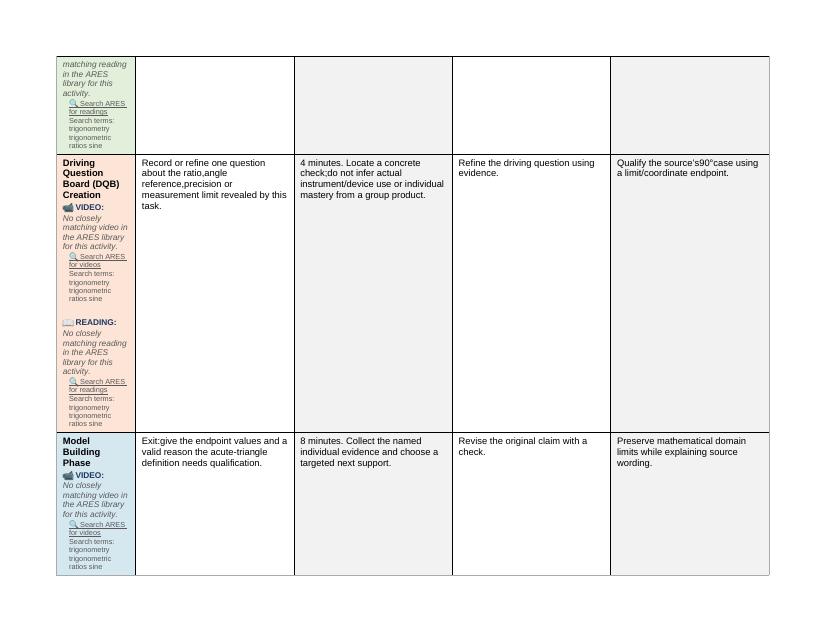 matching reading
in the ARES
library for this
activity.
🔍 Search ARES
for readings
Search terms:
trigonometry
trigonometric
ratios sine
Driving
Question
Board (DQB)
Creation
📹 VIDEO:
No closely
matching video in
the ARES library
for this activity.
🔍 Search ARES
for videos
Search terms:
trigonometry
trigonometric
ratios sine
📖 READING:
No closely
matching reading
in the ARES
library for this
activity.
🔍 Search ARES
for readings
Search terms:
trigonometry
trigonometric
ratios sine
Record or refine one question
about the ratio,angle
reference,precision or
measurement limit revealed by this
task.
4 minutes. Locate a concrete
check;do not infer actual
instrument/device use or individual
mastery from a group product.
Refine the driving question using
evidence.
Qualify the source's90°case using
a limit/coordinate endpoint.
Model
Building
Phase
📹 VIDEO:
No closely
matching video in
the ARES library
for this activity.
🔍 Search ARES
for videos
Search terms:
trigonometry
trigonometric
ratios sine
Exit:give the endpoint values and a
valid reason the acute-triangle
definition needs qualification.
8 minutes. Collect the named
individual evidence and choose a
targeted next support.
Revise the original claim with a
check.
Preserve mathematical domain
limits while explaining source
wording.